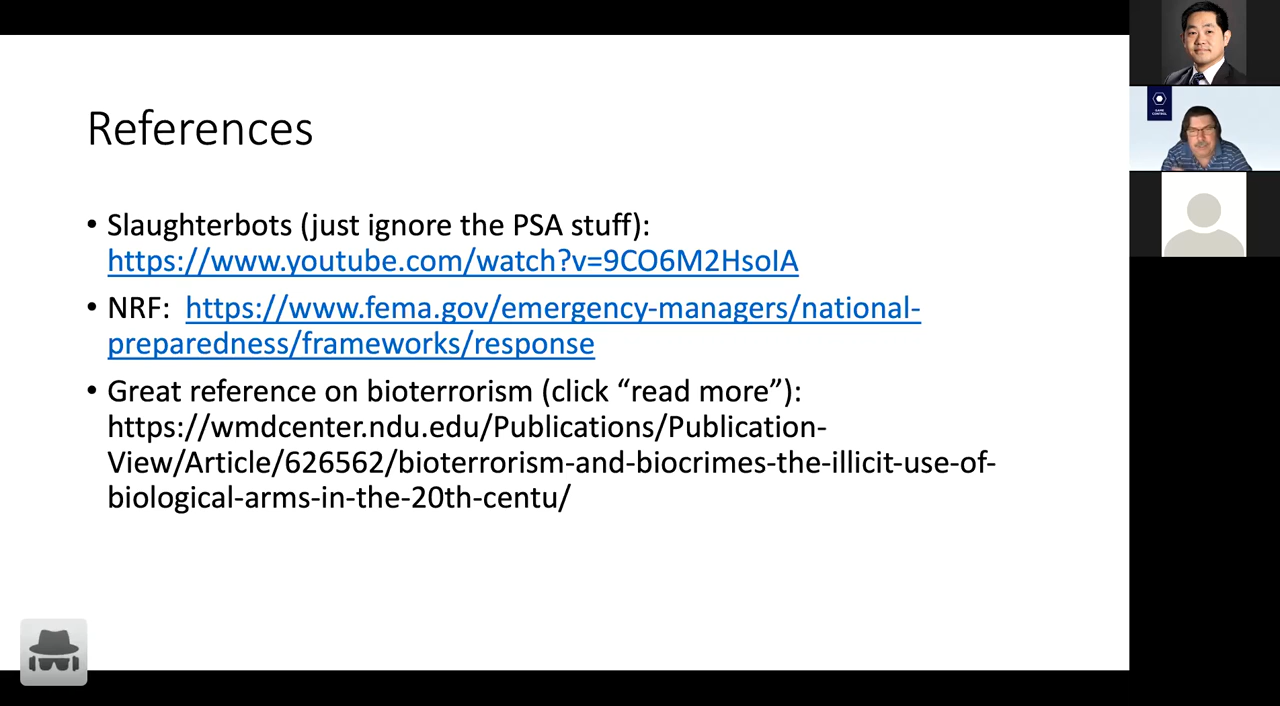 References
• Slaughterbots (just ignore the PSA stuff):
https://www.youtube.com/watch?v=9CO6M2HsoIA
• NRF: https://www.fema.gov/emergency-managers/national-
preparedness/frameworks/response
• Great reference on bioterrorism (click “read more”):
https://wmdcenter.ndu.edu/Publications/Publication-
View/Article/626562/bioterrorism-and-biocrimes-the-illicit-use-of-
biological-arms-in-the-20th-centu/